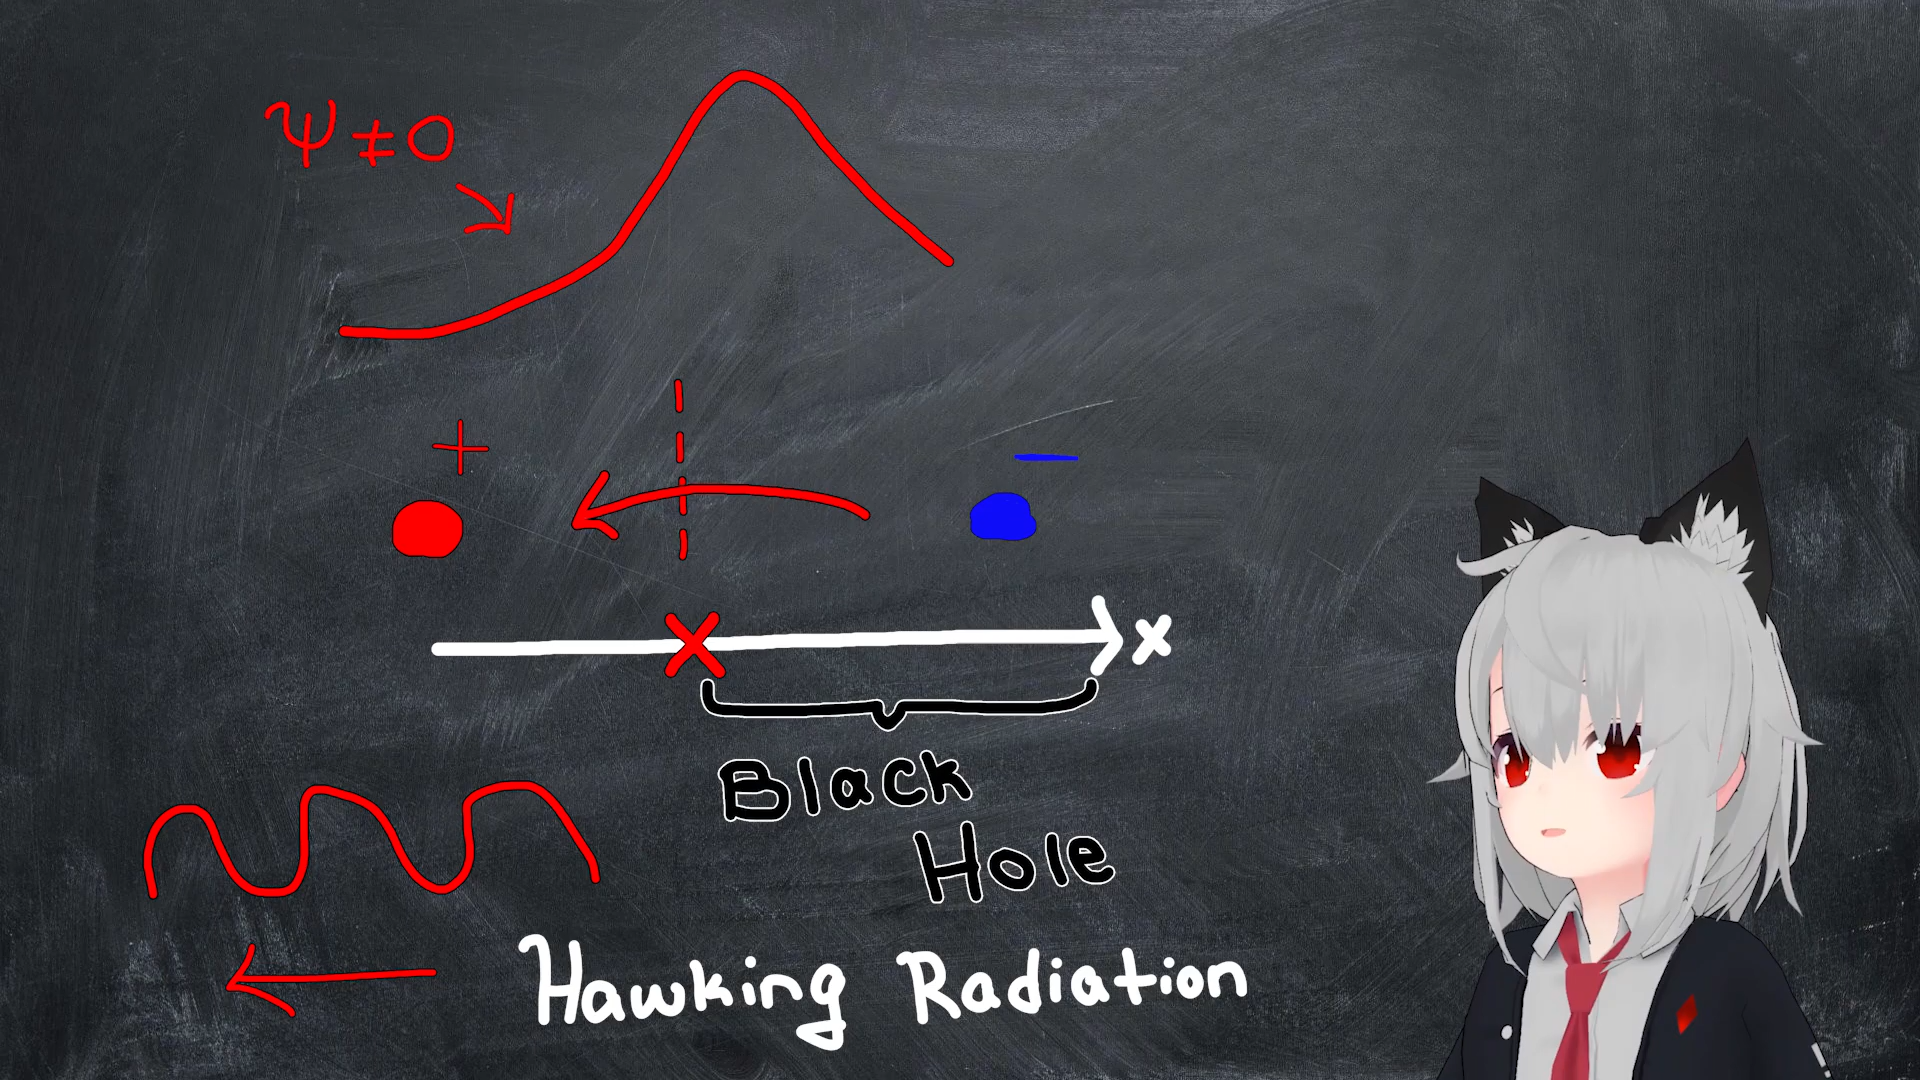 Ψ ≠ 0
+
−
x
Black
Hole
Hawking Radiation